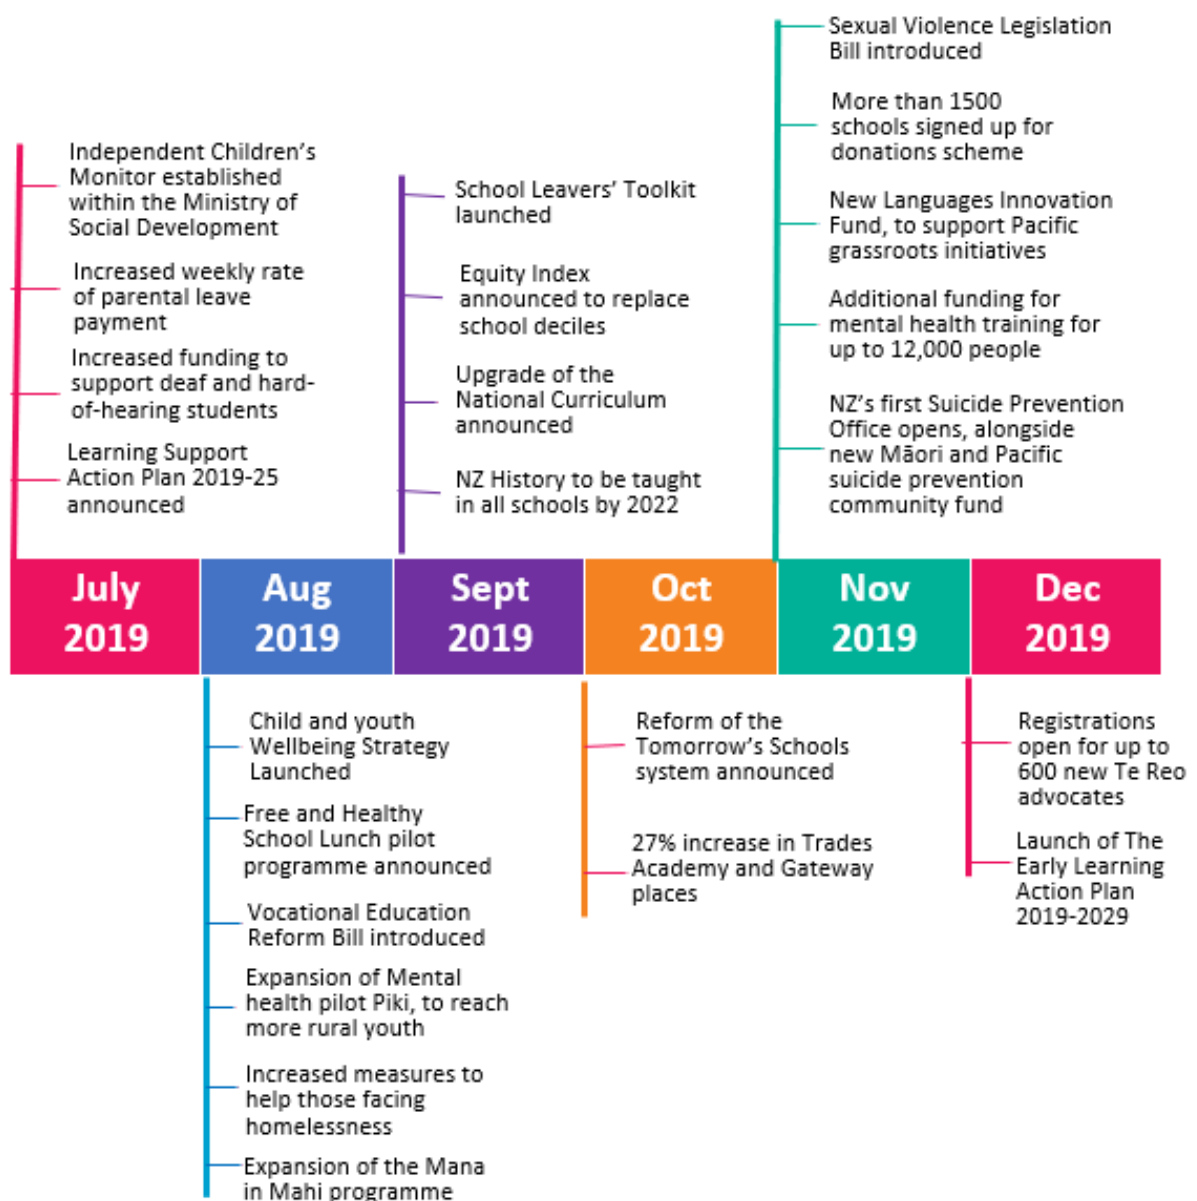 Independent Children’s
Monitor established
within the Ministry of
Social Development
Increased weekly rate
of parental leave
payment
Increased funding to
support deaf and hard-
of-hearing students
Learning Support
Action Plan 2019-25
announced
School Leavers’ Toolkit
launched
Equity Index
announced to replace
school deciles
Upgrade of the
National Curriculum
announced
NZ History to be taught
in all schools by 2022
Sexual Violence Legislation
Bill introduced
More than 1500
schools signed up for
donations scheme
New Languages Innovation
Fund, to support Pacific
grassroots initiatives
Additional funding for
mental health training for
up to 12,000 people
NZ’s first Suicide Prevention
Office opens, alongside
new Māori and Pacific
suicide prevention
community fund
July
2019
Aug
2019
Sept
2019
Oct
2019
Nov
2019
Dec
2019
Child and youth
Wellbeing Strategy
Launched
Free and Healthy
School Lunch pilot
programme announced
Vocational Education
Reform Bill introduced
Expansion of Mental
health pilot Piki, to reach
more rural youth
Increased measures to
help those facing
homelessness
Expansion of the Mana
in Mahi programme
Reform of the
Tomorrow’s Schools
system announced
27% increase in Trades
Academy and Gateway
places
Registrations
open for up to
600 new Te Reo
advocates
Launch of The
Early Learning
Action Plan
2019-2029